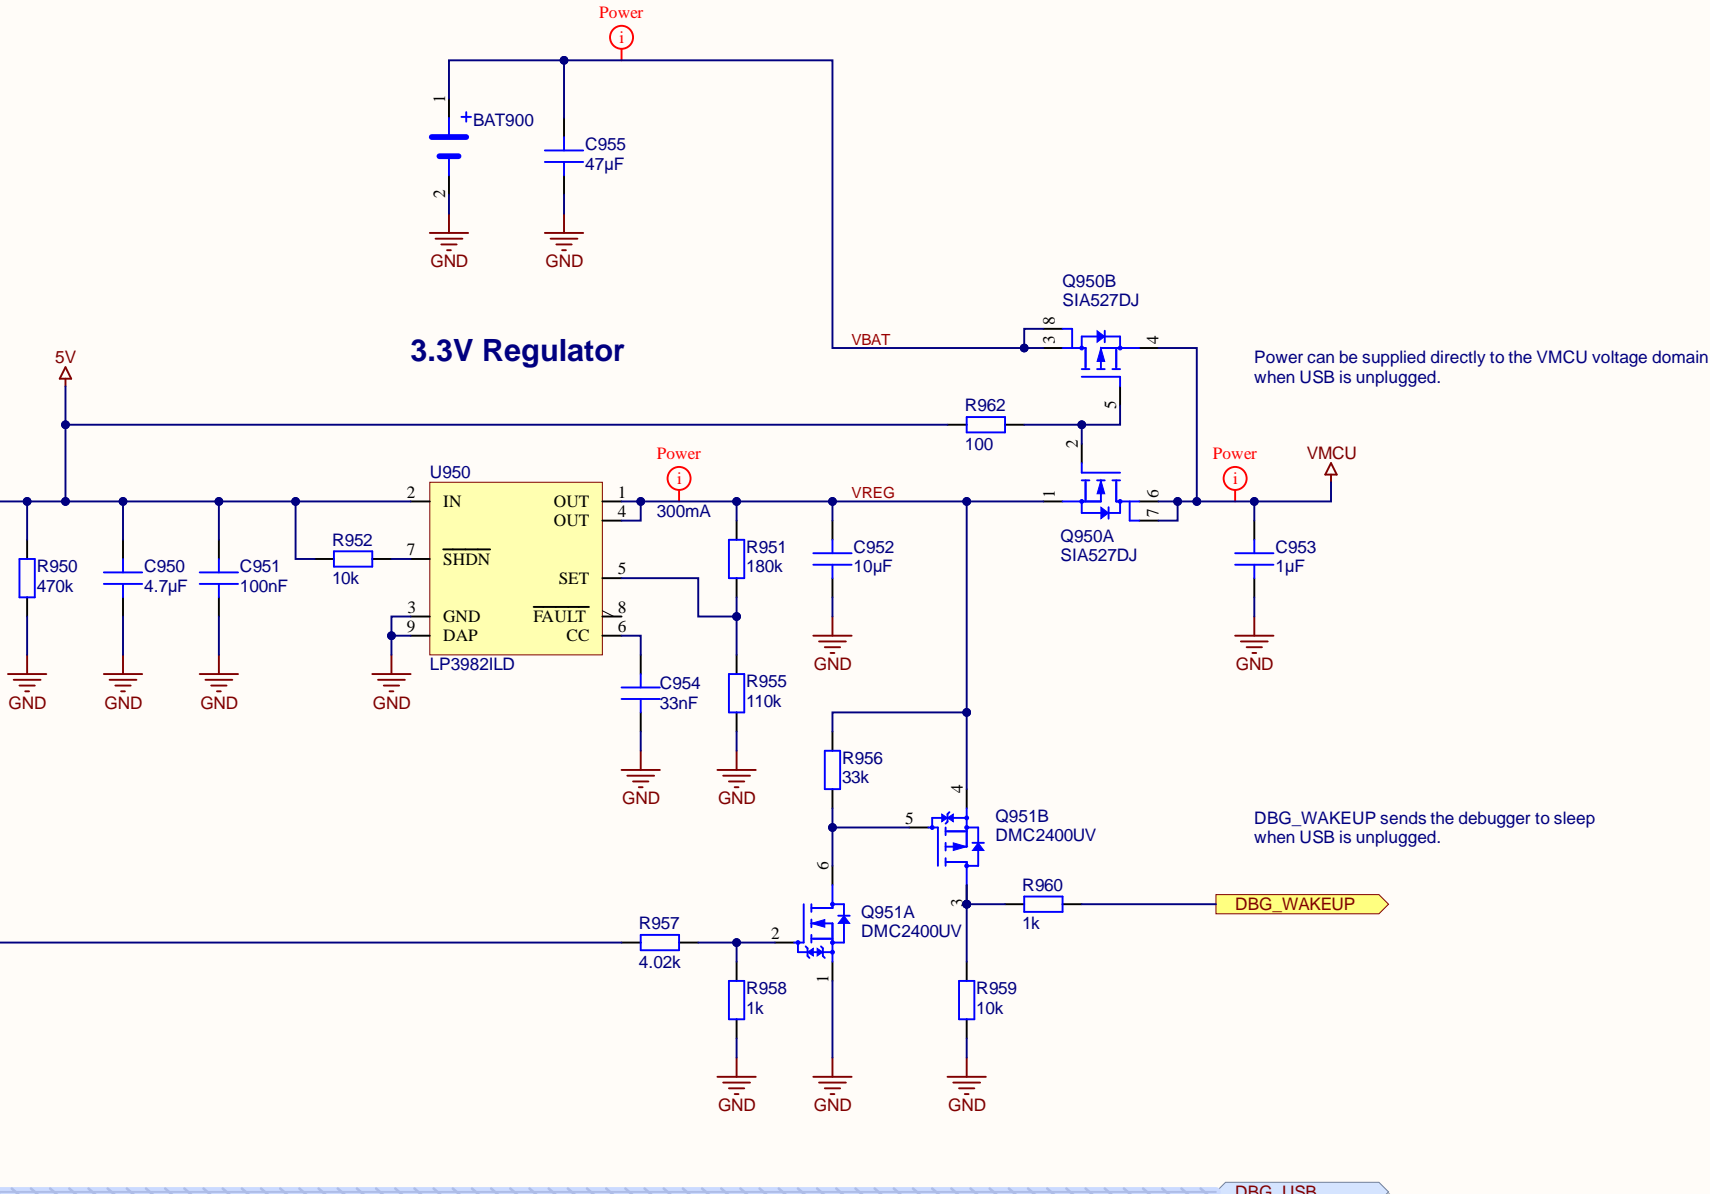 Power
i
1
+BAT900
C955
47µF
2
GND
GND
Q950B
SIA527DJ
8
3
4
VBAT
3.3V Regulator
5V
Power can be supplied directly to the VMCU voltage domain
when USB is unplugged.
5
R962
100
2
Power
i
Power
i
VMCU
U950
2
IN
OUT
1
OUT
4
300mA
VREG
1
6
7
Q950A
SIA527DJ
R950
470k
C950
4.7µF
C951
100nF
R952
10k
7
SHDN
SET
5
R951
180k
C952
10µF
C953
1µF
3
GND
FAULT
8
9
DAP
CC
6
LP3982ILD
GND
GND
GND
GND
GND
GND
C954
33nF
R955
110k
GND
GND
R956
33k
4
5
Q951B
DMC2400UV
DBG_WAKEUP sends the debugger to sleep
when USB is unplugged.
6
3
R960
1k
DBG_WAKEUP
R957
4.02k
2
Q951A
DMC2400UV
1
R958
1k
R959
10k
GND
GND
GND
DBG_USB